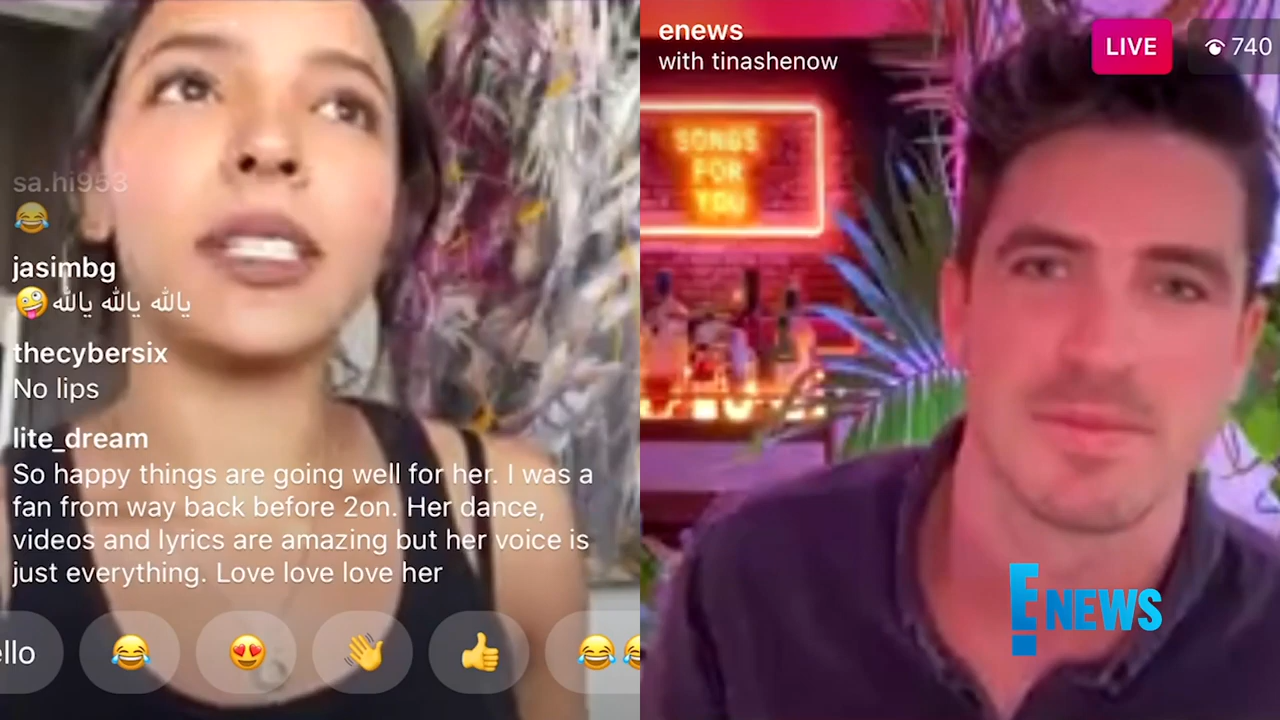 sa.hi953
😂
jasimbg
🤪يالله يالله يالله
thecybersix
No lips
lite_dream
So happy things are going well for her. I was a
fan from way back before 2on. Her dance,
videos and lyrics are amazing but her voice is
just everything. Love love love her
ello
😂 😍 👋 👍 😂
enews
with tinashenow
LIVE
740
SONGS
FOR
YOU
E!
NEWS